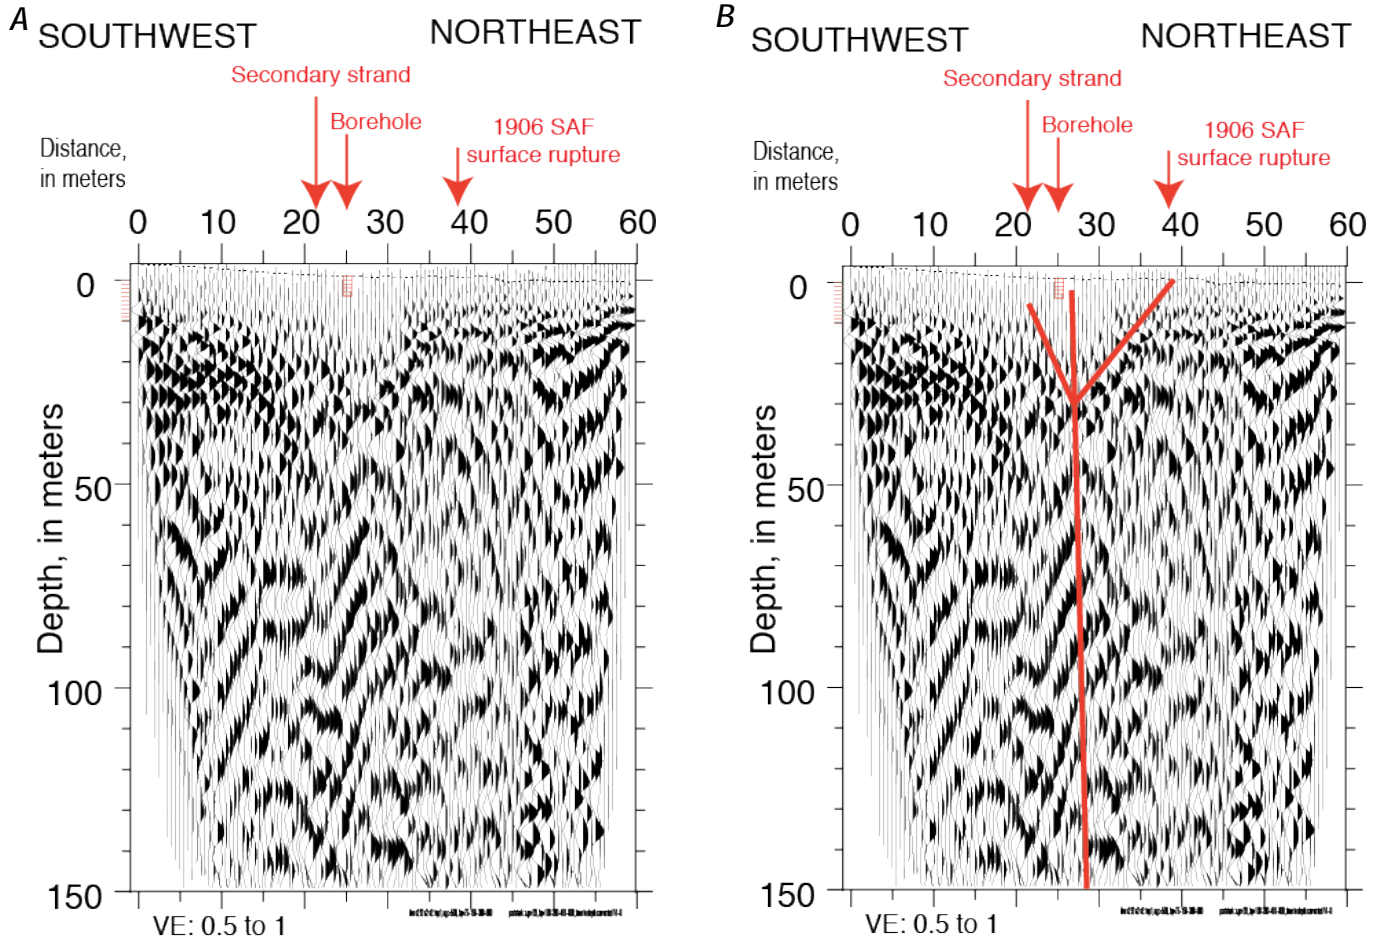 A
SOUTHWEST
NORTHEAST
Secondary strand
Borehole
1906 SAF
surface rupture
Distance,
in meters
0 10 20 30 40 50 60
0
50
100
150
Depth, in meters
VE: 0.5 to 1
B
SOUTHWEST
NORTHEAST
Secondary strand
Borehole
1906 SAF
surface rupture
Distance,
in meters
0 10 20 30 40 50 60
0
50
100
150
Depth, in meters
VE: 0.5 to 1